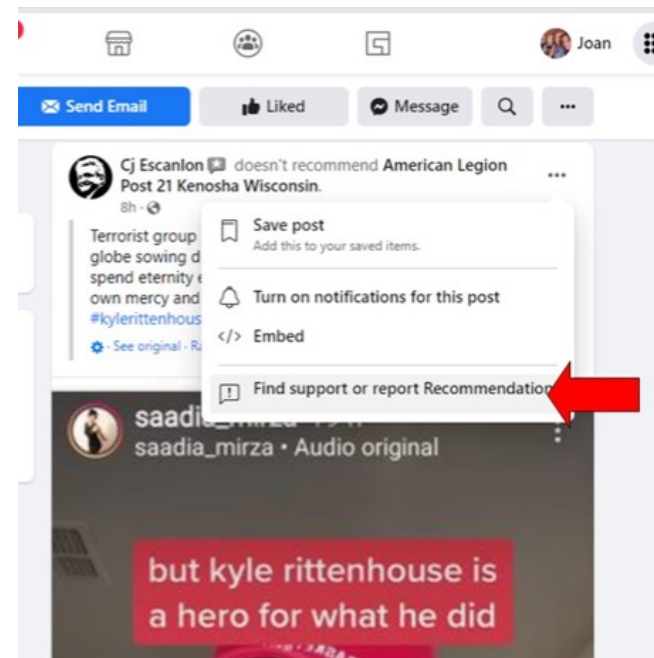 Joan
Send Email
Liked
Message
Cj Escanlon doesn't recommend American Legion
Post 21 Kenosha Wisconsin.
8h
Terrorist group
globe sowing d
spend eternity e
own mercy and
#kylerittenhous
See original · Ra
Save post
Add this to your saved items.
Turn on notifications for this post
</> Embed
Find support or report Recommendation
saadia_mirza
saadia_mirza • Audio original
but kyle rittenhouse is
a hero for what he did